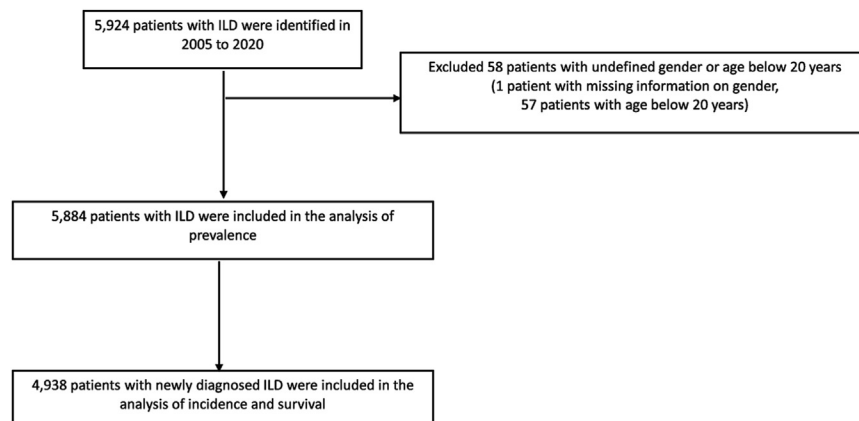 5,924 patients with ILD were identified in
2005 to 2020
Excluded 58 patients with undefined gender or age below 20 years
(1 patient with missing information on gender,
57 patients with age below 20 years)
5,884 patients with ILD were included in the analysis of
prevalence
4,938 patients with newly diagnosed ILD were included in the
analysis of incidence and survival